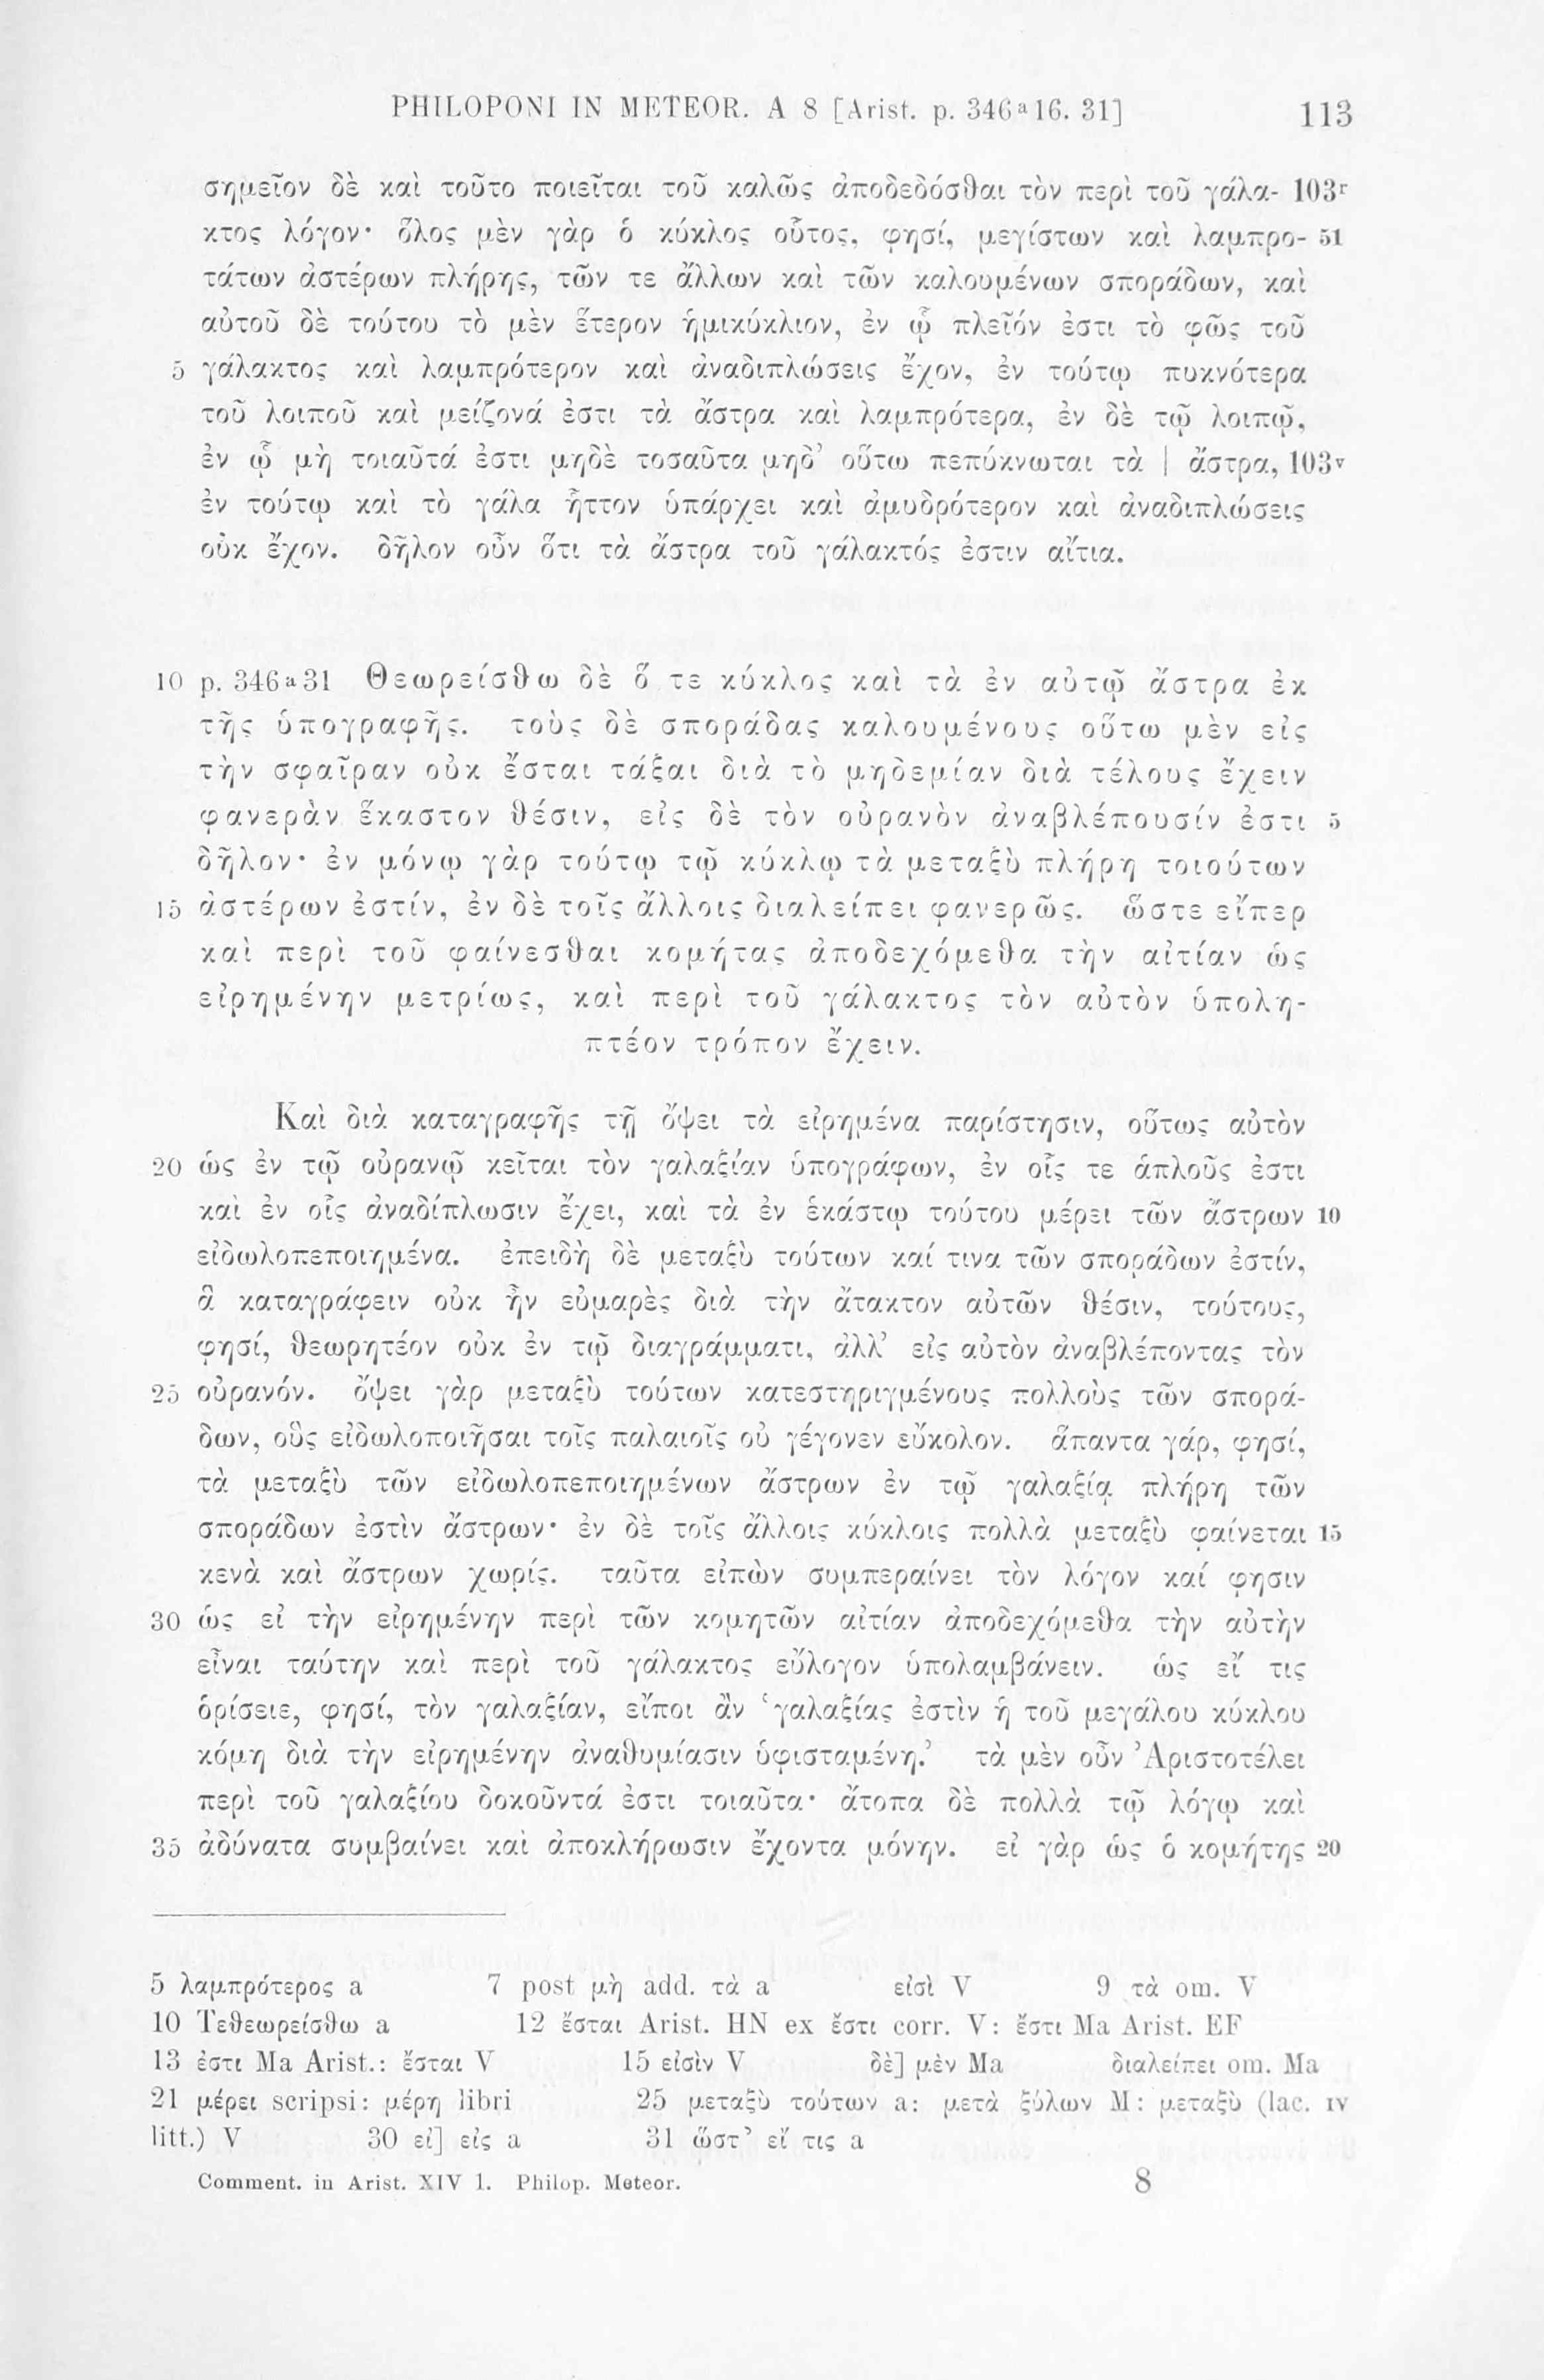 PHILOPONI IN METEOR. A 8 [Arist. p. 346ᵃ16. 31] 113
σημεῖον δὲ καὶ τοῦτο ποιεῖται τοῦ καλῶς ἀποδεδόσθαι τὸν περὶ τοῦ γάλα- 103ʳ
κτος λόγον· ὅλος μὲν γὰρ ὁ κύκλος οὗτος, φησί, μεγίστων καὶ λαμπρο- 51
τάτων ἀστέρων πλήρης, τῶν τε ἄλλων καὶ τῶν καλουμένων σποράδων, καὶ
αὐτοῦ δὲ τούτου τὸ μὲν ἕτερον ἡμικύκλιον, ἐν ᾧ πλεῖόν ἐστι τὸ φῶς τοῦ
5 γάλακτος καὶ λαμπρότερον καὶ ἀναδιπλώσεις ἔχον, ἐν τούτῳ πυκνότερα
τοῦ λοιποῦ καὶ μείζονά ἐστι τὰ ἄστρα καὶ λαμπρότερα, ἐν δὲ τῷ λοιπῷ,
ἐν ᾧ μὴ τοιαῦτά ἐστι μηδὲ τοσαῦτα μηδ’ οὕτω πεπύκνωται τὰ | ἄστρα, 103ᵛ
ἐν τούτῳ καὶ τὸ γάλα ἧττον ὑπάρχει καὶ ἀμυδρότερον καὶ ἀναδιπλώσεις
οὐκ ἔχον. δῆλον οὖν ὅτι τὰ ἄστρα τοῦ γάλακτός ἐστιν αἴτια.
10 p. 346ᵃ31 Θεωρείσθω δὲ ὅ τε κύκλος καὶ τὰ ἐν αὐτῷ ἄστρα ἐκ
τῆς ὑπογραφῆς. τοὺς δὲ σποράδας καλουμένους οὕτω μὲν εἰς
τὴν σφαῖραν οὐκ ἔσται τάξαι διὰ τὸ μηδεμίαν διὰ τέλους ἔχειν
φανερὰν ἕκαστον θέσιν, εἰς δὲ τὸν οὐρανὸν ἀναβλέπουσίν ἐστι 5
δῆλον· ἐν μόνῳ γὰρ τούτῳ τῷ κύκλῳ τὰ μεταξὺ πλήρη τοιούτων
15 ἀστέρων ἐστίν, ἐν δὲ τοῖς ἄλλοις διαλείπει φανερῶς. ὥστε εἴπερ
καὶ περὶ τοῦ φαίνεσθαι κομήτας ἀποδεχόμεθα τὴν αἰτίαν ὡς
εἰρημένην μετρίως, καὶ περὶ τοῦ γάλακτος τὸν αὐτὸν ὑπολη-
πτέον τρόπον ἔχειν.
Καὶ διὰ καταγραφῆς τῇ ὄψει τὰ εἰρημένα παρίστησιν, οὕτως αὐτὸν
20 ὡς ἐν τῷ οὐρανῷ κεῖται τὸν γαλαξίαν ὑπογράφων, ἐν οἷς τε ἁπλοῦς ἐστι
καὶ ἐν οἷς ἀναδίπλωσιν ἔχει, καὶ τὰ ἐν ἑκάστῳ τούτου μέρει τῶν ἄστρων 10
εἰδωλοπεποιημένα. ἐπειδὴ δὲ μεταξὺ τούτων καί τινα τῶν σποράδων ἐστίν,
ἃ καταγράφειν οὐκ ἦν εὐμαρὲς διὰ τὴν ἄτακτον αὐτῶν θέσιν, τούτους,
φησί, θεωρητέον οὐκ ἐν τῷ διαγράμματι, ἀλλ’ εἰς αὐτὸν ἀναβλέποντας τὸν
25 οὐρανόν. ὄψει γὰρ μεταξὺ τούτων κατεστηριγμένους πολλοὺς τῶν σπορά-
δων, οὓς εἰδωλοποιῆσαι τοῖς παλαιοῖς οὐ γέγονεν εὔκολον. ἅπαντα γάρ, φησί,
τὰ μεταξὺ τῶν εἰδωλοπεποιημένων ἄστρων ἐν τῷ γαλαξίᾳ πλήρη τῶν
σποράδων ἐστὶν ἄστρων· ἐν δὲ τοῖς ἄλλοις κύκλοις πολλὰ μεταξὺ φαίνεται 15
κενὰ καὶ ἄστρων χωρίς. ταῦτα εἰπὼν συμπεραίνει τὸν λόγον καί φησιν
30 ὡς εἰ τὴν εἰρημένην περὶ τῶν κομητῶν αἰτίαν ἀποδεχόμεθα τὴν αὐτὴν
εἶναι ταύτην καὶ περὶ τοῦ γάλακτος εὔλογον ὑπολαμβάνειν. ὡς εἴ τις
ὁρίσειε, φησί, τὸν γαλαξίαν, εἴποι ἂν ‘γαλαξίας ἐστὶν ἡ τοῦ μεγάλου κύκλου
κόμη διὰ τὴν εἰρημένην ἀναθυμίασιν ὑφισταμένη.’ τὰ μὲν οὖν Ἀριστοτέλει
περὶ τοῦ γαλαξίου δοκοῦντά ἐστι τοιαῦτα· ἄτοπα δὲ πολλὰ τῷ λόγῳ καὶ
35 ἀδύνατα συμβαίνει καὶ ἀποκλήρωσιν ἔχοντα μόνην. εἰ γὰρ ὡς ὁ κομήτης 20
5 λαμπρότερος a 7 post μὴ add. τὰ a εἰσὶ V 9 τὰ om. V
10 Τεθεωρείσθω a 12 ἔσται Arist. HN ex ἔστι corr. V: ἔστι Ma Arist. EF
13 ἐστι Ma Arist.: ἔσται V 15 εἰσὶν V δὲ] μὲν Ma διαλείπει om. Ma
21 μέρει scripsi: μέρη libri 25 μεταξὺ τούτων a: μετὰ ξύλων M: μεταξὺ (lac. IV
litt.) V 30 εἰ] εἰς a 31 ὥστ’ εἴ τις a
Comment. in Arist. XIV 1. Philop. Meteor. 8